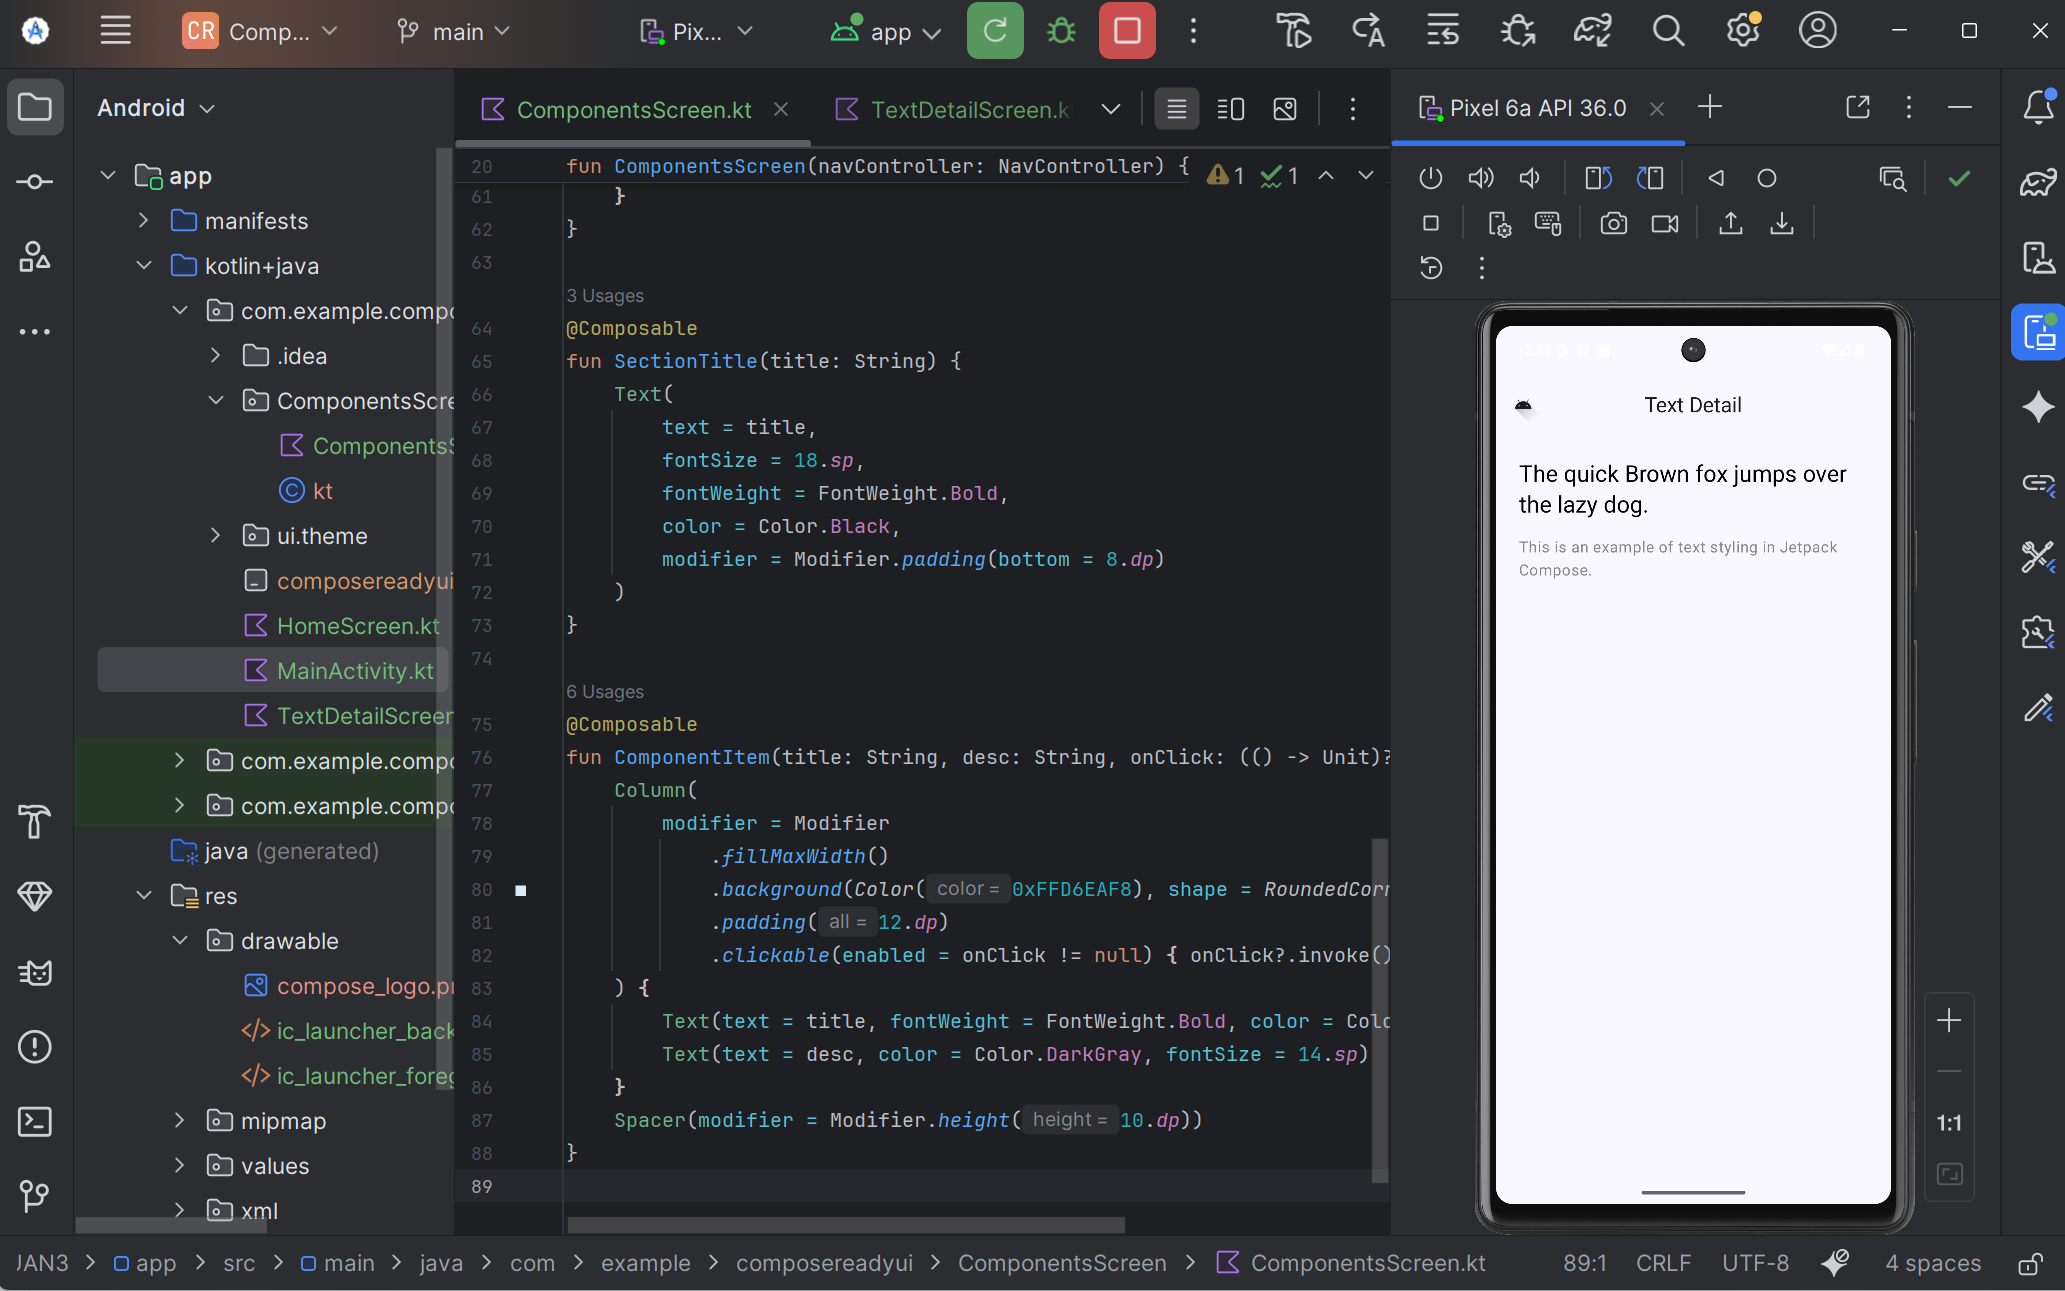 CR Comp... main Pix... app
Android
app
manifests
kotlin+java
com.example.compo
.idea
ComponentsScre
ComponentsS
kt
ui.theme
composereadyui
HomeScreen.kt
MainActivity.kt
TextDetailScreen
com.example.compo
com.example.compo
java (generated)
res
drawable
compose_logo.pn
ic_launcher_back
ic_launcher_foreg
mipmap
values
xml
ComponentsScreen.kt TextDetailScreen.k
20 fun ComponentsScreen(navController: NavController) { 1 1
61 }
62 }
63
3 Usages
64 @Composable
65 fun SectionTitle(title: String) {
66 Text(
67 text = title,
68 fontSize = 18.sp,
69 fontWeight = FontWeight.Bold,
70 color = Color.Black,
71 modifier = Modifier.padding(bottom = 8.dp)
72 )
73 }
74
6 Usages
75 @Composable
76 fun ComponentItem(title: String, desc: String, onClick: (() -> Unit)?
77 Column(
78 modifier = Modifier
79 .fillMaxWidth()
80 .background(Color( color = 0xFFD6EAF8), shape = RoundedCorn
81 .padding( all = 12.dp)
82 .clickable(enabled = onClick != null) { onClick?.invoke()
83 ) {
84 Text(text = title, fontWeight = FontWeight.Bold, color = Colo
85 Text(text = desc, color = Color.DarkGray, fontSize = 14.sp)
86 }
87 Spacer(modifier = Modifier.height( height = 10.dp))
88 }
89
Pixel 6a API 36.0
Text Detail
The quick Brown fox jumps over
the lazy dog.
This is an example of text styling in Jetpack
Compose.
1:1
JAN3 > app > src > main > java > com > example > composereadyui > ComponentsScreen > ComponentsScreen.kt 89:1 CRLF UTF-8 4 spaces